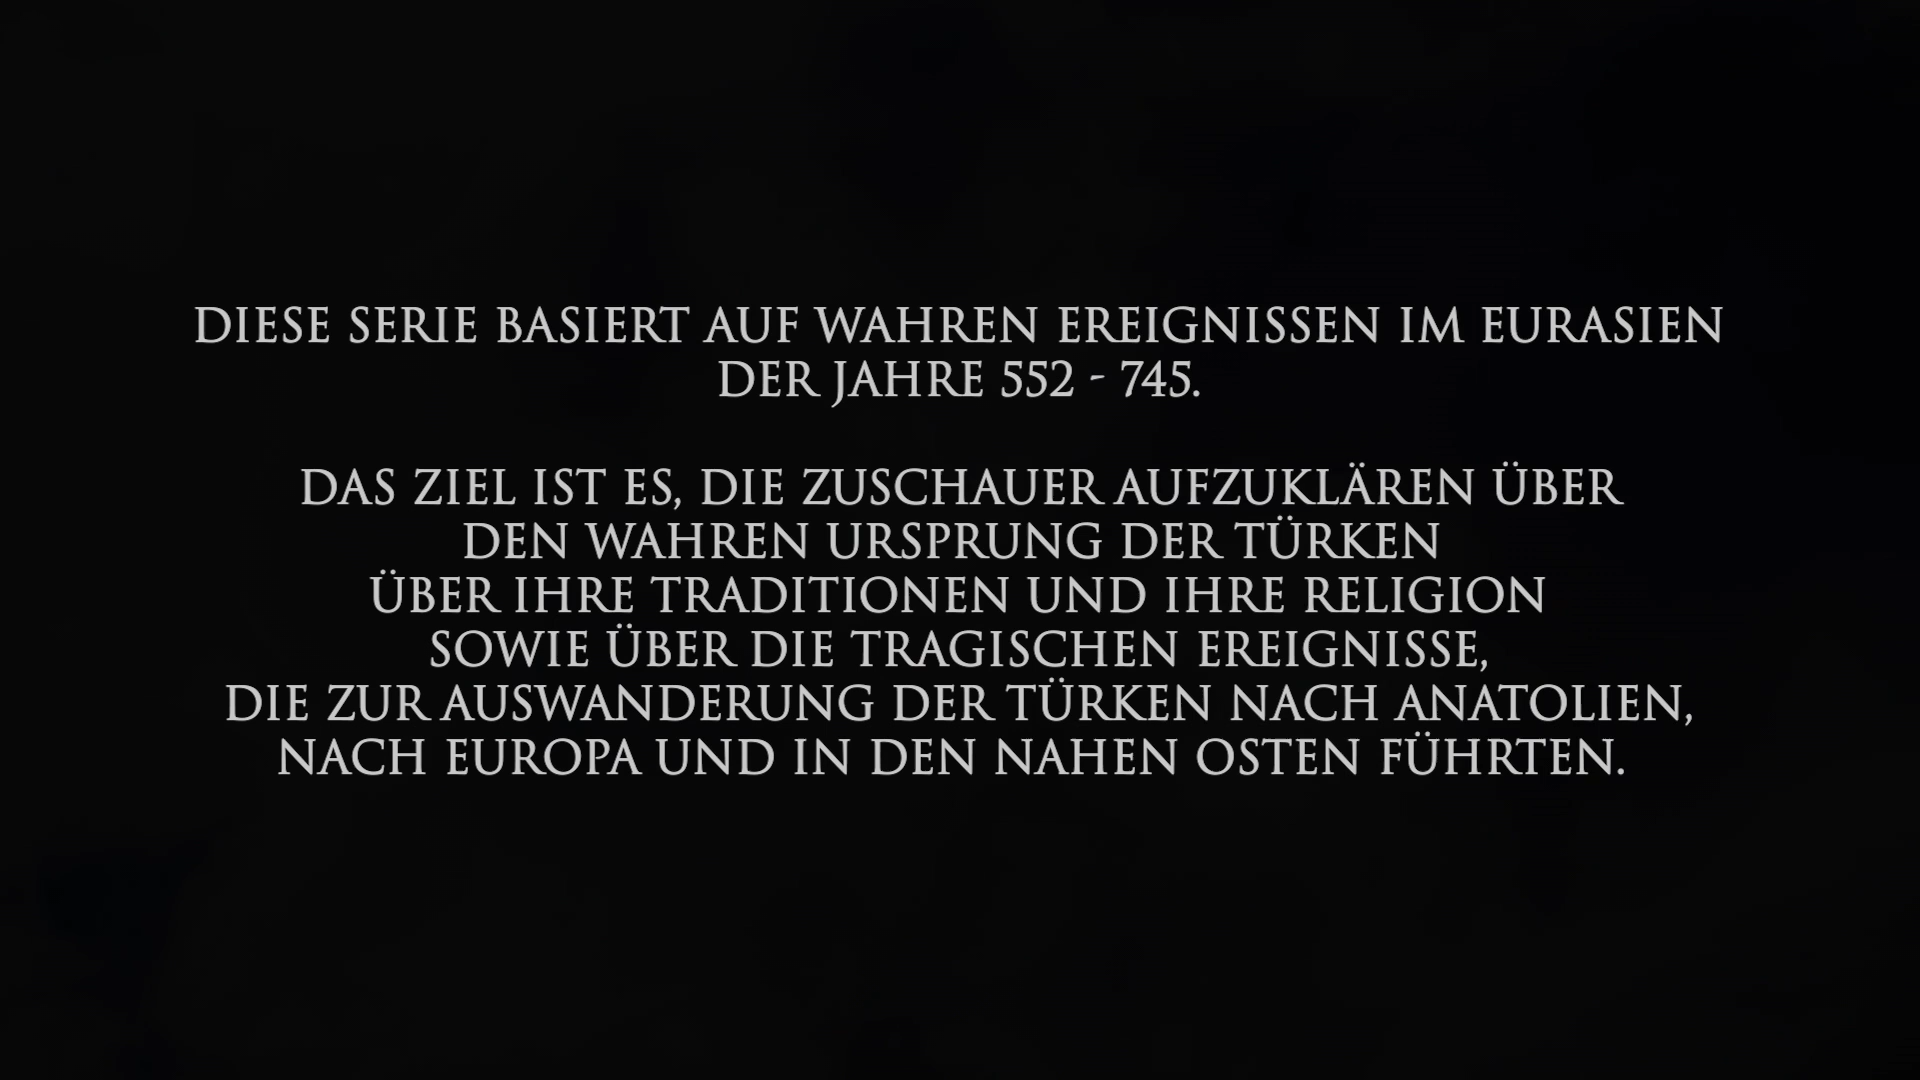 DIESE SERIE BASIERT AUF WAHREN EREIGNISSEN IM EURASIEN
DER JAHRE 552 - 745.
DAS ZIEL IST ES, DIE ZUSCHAUER AUFZUKLÄREN ÜBER
DEN WAHREN URSPRUNG DER TÜRKEN
ÜBER IHRE TRADITIONEN UND IHRE RELIGION
SOWIE ÜBER DIE TRAGISCHEN EREIGNISSE,
DIE ZUR AUSWANDERUNG DER TÜRKEN NACH ANATOLIEN,
NACH EUROPA UND IN DEN NAHEN OSTEN FÜHRTEN.